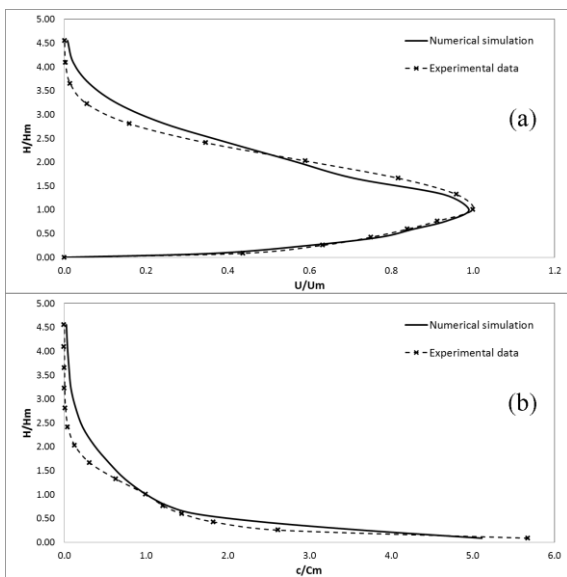 5.00
4.50
4.00
3.50
3.00
2.50
2.00
1.50
1.00
0.50
0.00
H/Hm
Numerical simulation
Experimental data
(a)
0.0 0.2 0.4 0.6 0.8 1.0 1.2
U/Um
5.00
4.50
4.00
3.50
3.00
2.50
2.00
1.50
1.00
0.50
0.00
H/Hm
Numerical simulation
Experimental data
(b)
0.0 1.0 2.0 3.0 4.0 5.0 6.0
c/Cm